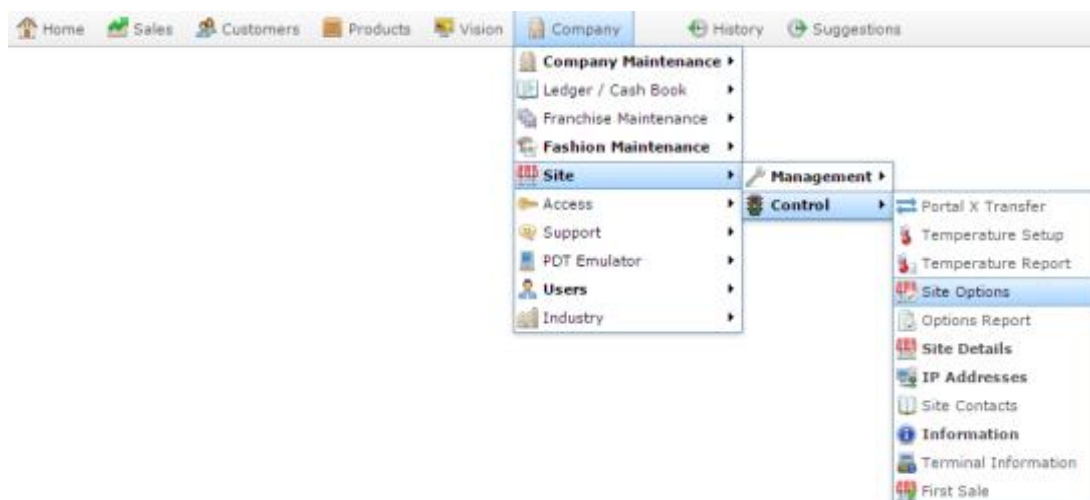 Home Sales Customers Products Vision Company History Suggestions
Company Maintenance
Ledger / Cash Book
Franchise Maintenance
Fashion Maintenance
Site
Access
Support
PDT Emulator
Users
Industry
Management
Control
Portal X Transfer
Temperature Setup
Temperature Report
Site Options
Options Report
Site Details
IP Addresses
Site Contacts
Information
Terminal Information
First Sale